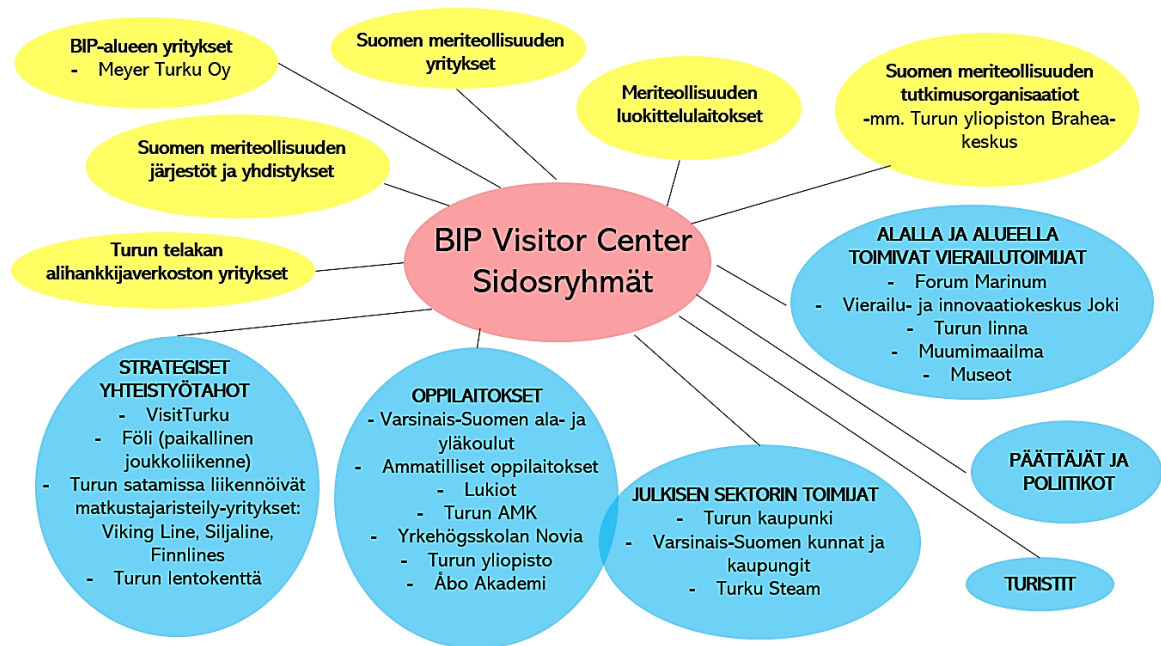 BIP-alueen yritykset
- Meyer Turku Oy
Suomen meriteollisuuden
yritykset
Meriteollisuuden
luokittelulaitokset
Suomen meriteollisuuden
tutkimusorganisaatiot
-mm. Turun yliopiston Brahea-
keskus
Suomen meriteollisuuden
järjestöt ja yhdistykset
Turun telakan
alihankkijaverkoston yritykset
BIP Visitor Center
Sidosryhmät
ALALLA JA ALUEELLA
TOIMIVAT VIERAILUTOIMIJAT
- Forum Marinum
- Vierailu- ja innovaatiokeskus Joki
- Turun linna
- Muumimaailma
- Museot
STRATEGISET
YHTEISTYÖTAHOT
- VisitTurku
- Föli (paikallinen
joukkoliikenne)
- Turun satamissa liikennöivät
matkustajaristeily-yritykset:
Viking Line, Siljaline,
Finnlines
- Turun lentokenttä
OPPILAITOKSET
- Varsinais-Suomen ala- ja
yläkoulut
- Ammatilliset oppilaitokset
- Lukiot
- Turun AMK
- Yrkehögsskolan Novia
- Turun yliopisto
- Åbo Akademi
JULKISEN SEKTORIN TOIMIJAT
- Turun kaupunki
- Varsinais-Suomen kunnat ja
kaupungit
- Turku Steam
PÄÄTTÄJÄT JA
POLIITIKOT
TURISTIT